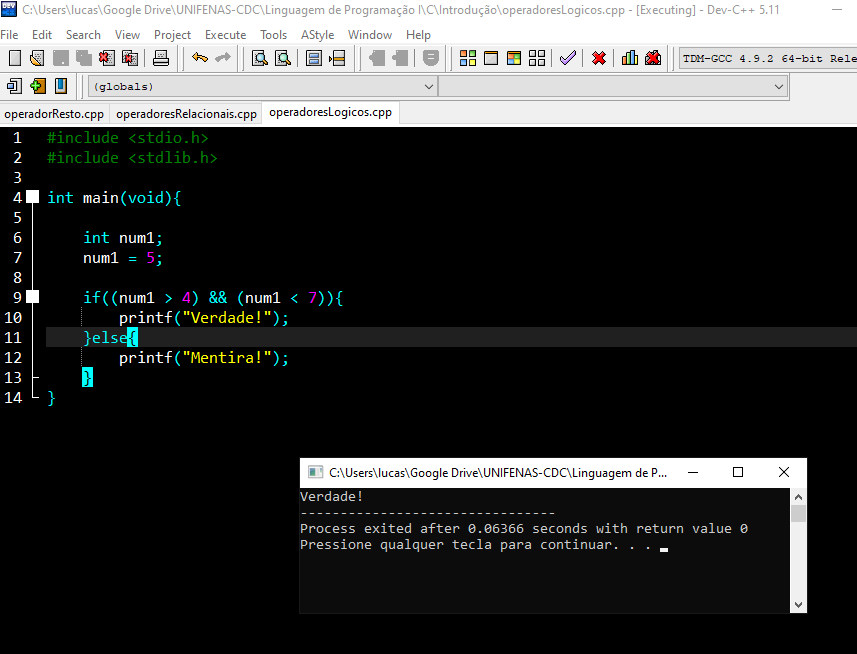 C:\Users\lucas\Google Drive\UNIFENAS-CDC\Linguagem de Programação I\C\Introdução\operadoresLogicos.cpp - [Executing] - Dev-C++ 5.11
File Edit Search View Project Execute Tools AStyle Window Help
TDM-GCC 4.9.2 64-bit Rele
(globals)
operadorResto.cpp operadoresRelacionais.cpp operadoresLogicos.cpp
1 #include <stdio.h>
2 #include <stdlib.h>
3
4 int main(void){
5
6 int num1;
7 num1 = 5;
8
9 if((num1 > 4) && (num1 < 7)){
10 printf("Verdade!");
11 }else{
12 printf("Mentira!");
13 }
14 }
C:\Users\lucas\Google Drive\UNIFENAS-CDC\Linguagem de P...
Verdade!
--------------------------------
Process exited after 0.06366 seconds with return value 0
Pressione qualquer tecla para continuar. . .